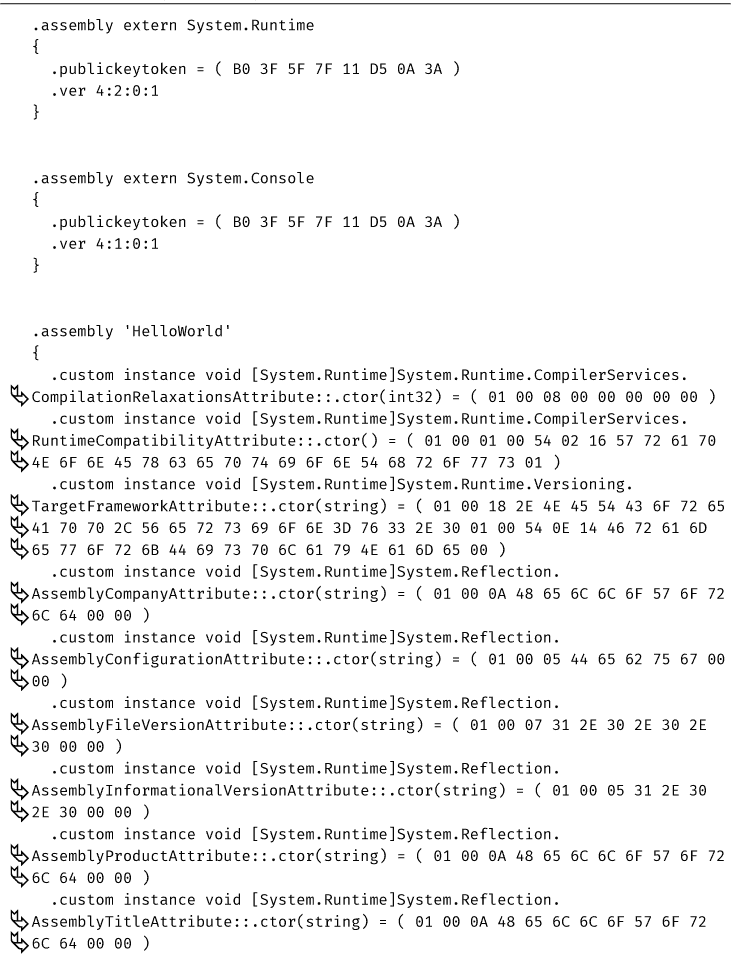 .assembly extern System.Runtime
{
.publickeytoken = ( B0 3F 5F 7F 11 D5 0A 3A )
.ver 4:2:0:1
}
.assembly extern System.Console
{
.publickeytoken = ( B0 3F 5F 7F 11 D5 0A 3A )
.ver 4:1:0:1
}
.assembly 'HelloWorld'
{
.custom instance void [System.Runtime]System.Runtime.CompilerServices.
CompilationRelaxationsAttribute::.ctor(int32) = ( 01 00 08 00 00 00 00 00 )
.custom instance void [System.Runtime]System.Runtime.CompilerServices.
RuntimeCompatibilityAttribute::.ctor() = ( 01 00 01 00 54 02 16 57 72 61 70
4E 6F 6E 45 78 63 65 70 74 69 6F 6E 54 68 72 6F 77 73 01 )
.custom instance void [System.Runtime]System.Runtime.Versioning.
TargetFrameworkAttribute::.ctor(string) = ( 01 00 18 2E 4E 45 54 43 6F 72 65
41 70 70 2C 56 65 72 73 69 6F 6E 3D 76 33 2E 30 01 00 54 0E 14 46 72 61 6D
65 77 6F 72 6B 44 69 73 70 6C 61 79 4E 61 6D 65 00 )
.custom instance void [System.Runtime]System.Reflection.
AssemblyCompanyAttribute::.ctor(string) = ( 01 00 0A 48 65 6C 6C 6F 57 6F 72
6C 64 00 00 )
.custom instance void [System.Runtime]System.Reflection.
AssemblyConfigurationAttribute::.ctor(string) = ( 01 00 05 44 65 62 75 67 00
00 )
.custom instance void [System.Runtime]System.Reflection.
AssemblyFileVersionAttribute::.ctor(string) = ( 01 00 07 31 2E 30 2E 30 2E
30 00 00 )
.custom instance void [System.Runtime]System.Reflection.
AssemblyInformationalVersionAttribute::.ctor(string) = ( 01 00 05 31 2E 30
2E 30 00 00 )
.custom instance void [System.Runtime]System.Reflection.
AssemblyProductAttribute::.ctor(string) = ( 01 00 0A 48 65 6C 6C 6F 57 6F 72
6C 64 00 00 )
.custom instance void [System.Runtime]System.Reflection.
AssemblyTitleAttribute::.ctor(string) = ( 01 00 0A 48 65 6C 6C 6F 57 6F 72
6C 64 00 00 )